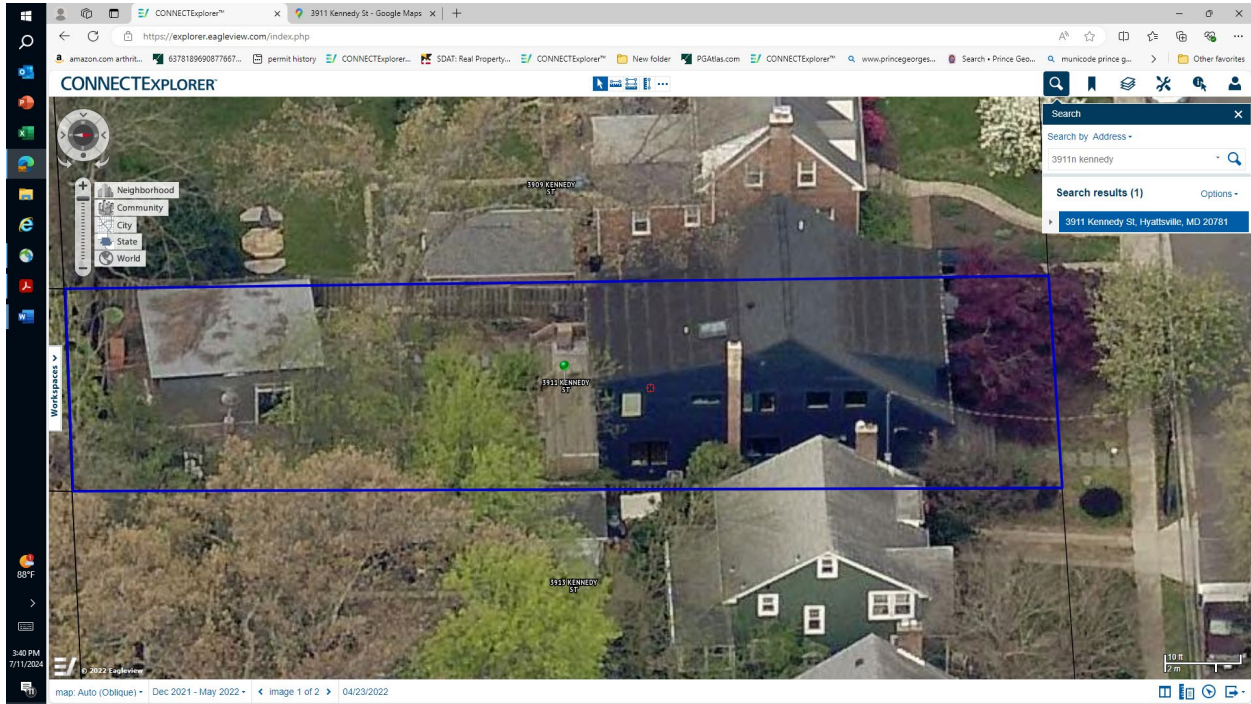 CONNECTExplorer™
3911 Kennedy St - Google Maps
https://explorer.eagleview.com/index.php
amazon.com arthrit...
6378189690877667...
permit history
CONNECTExplorer...
SDAT: Real Property...
CONNECTExplorer™
New folder
PGAtlas.com
CONNECTExplorer™
www.princegeorges...
Search • Prince Geo...
municode prince g...
Other favorites
CONNECTEXPLORER™
Search
Search by Address
3911n kennedy
Search results (1)
Options
3911 Kennedy St, Hyattsville, MD 20781
Neighborhood
Community
City
State
World
3909 KENNEDY
ST
3911 KENNEDY
ST
3913 KENNEDY
ST
Workspaces
© 2022 Eagleview
10 ft
2 m
map: Auto (Oblique)
Dec 2021 - May 2022
image 1 of 2
04/23/2022
88°F
3:40 PM
7/11/2024